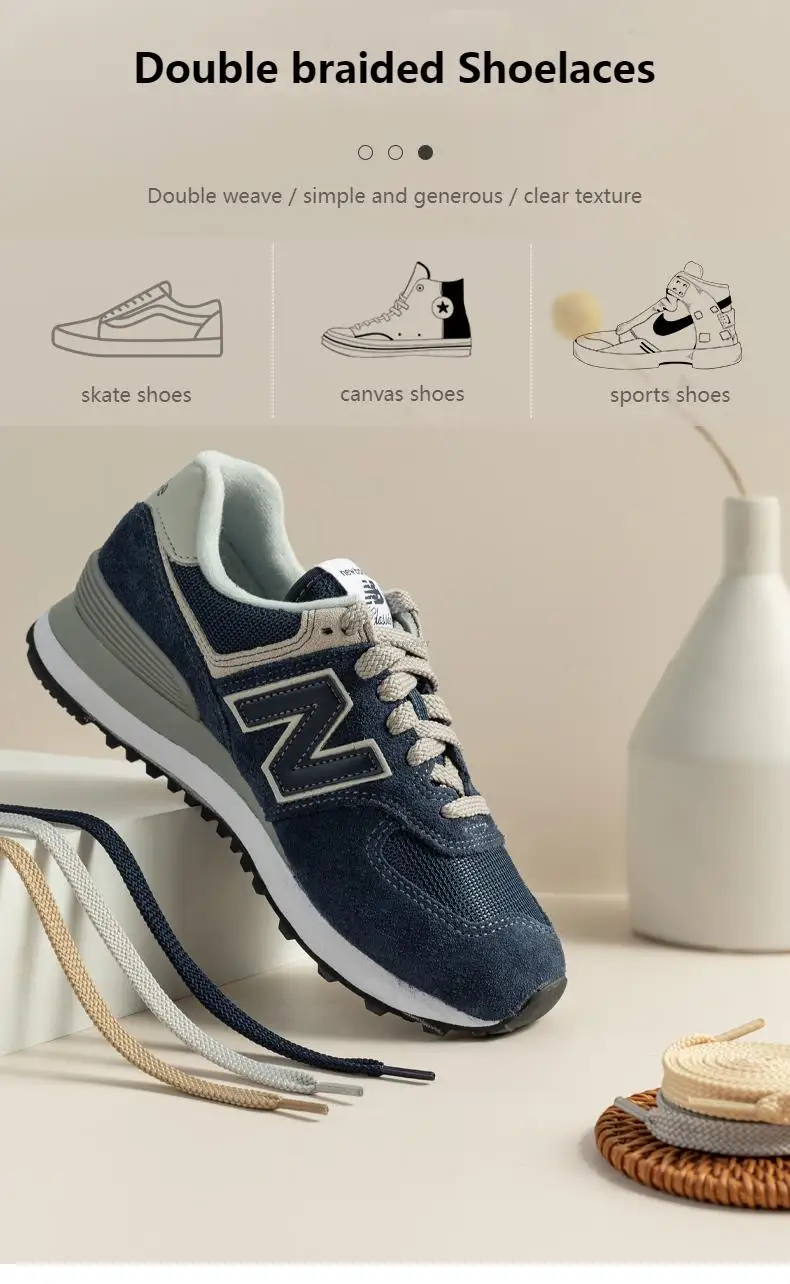 Double braided Shoelaces
Double weave / simple and generous / clear texture
skate shoes
canvas shoes
sports shoes
N